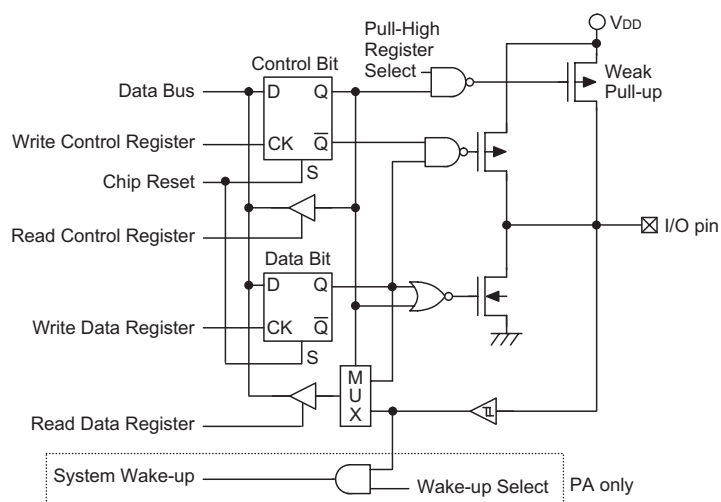 VDD
Pull-High
Register
Select
Control Bit
Weak
Pull-up
Data Bus
D
Q
Write Control Register
CK
Q
Chip Reset
S
Read Control Register
I/O pin
Data Bit
D
Q
Write Data Register
CK
Q
S
M
U
X
Read Data Register
System Wake-up
Wake-up Select
PA only